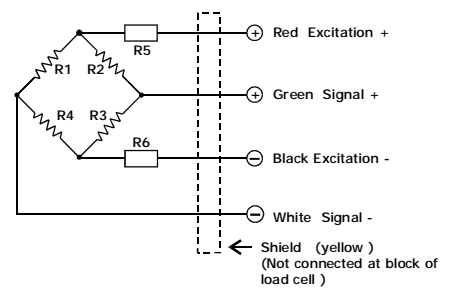 Red Excitation +
R5
R1
R2
Green Signal +
R4
R3
R6
Black Excitation -
White Signal -
Shield (yellow )
(Not connected at block of
load cell )